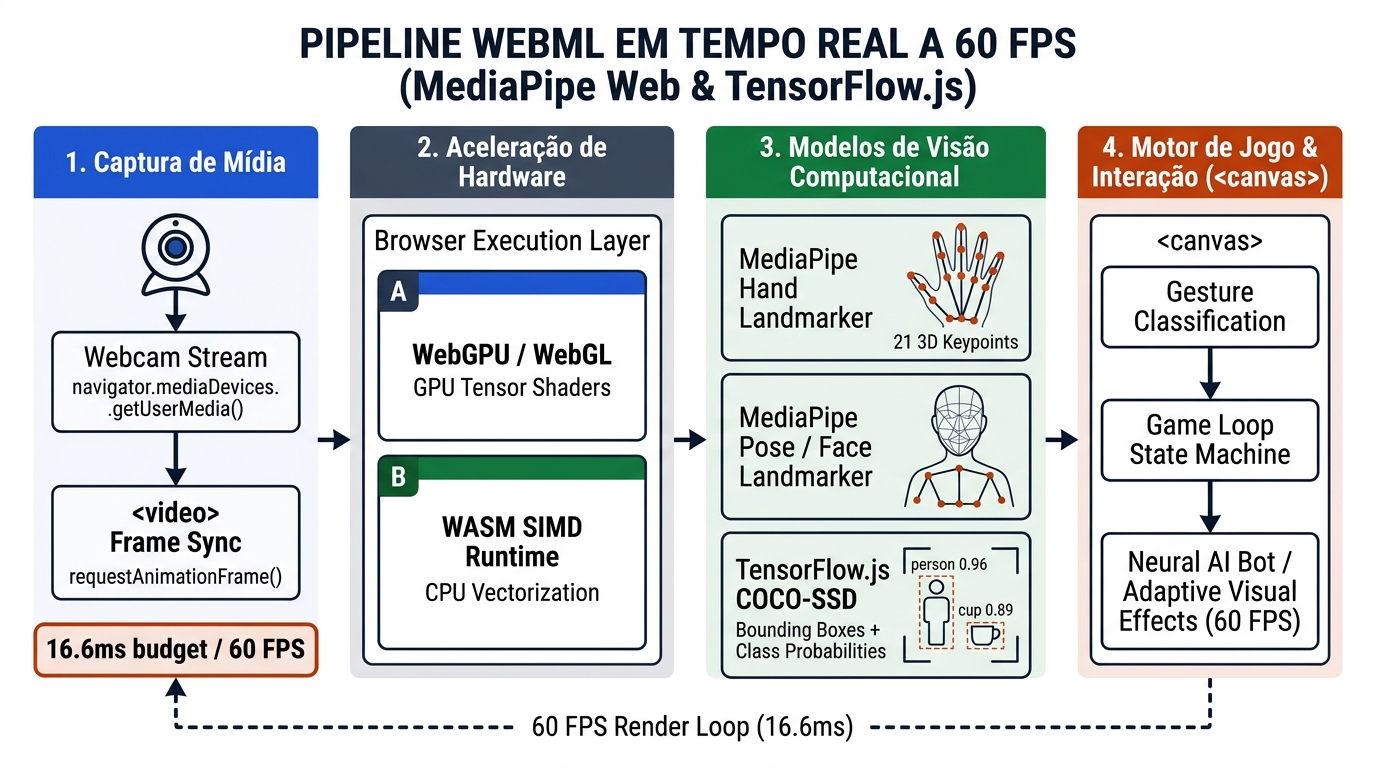 PIPELINE WEBML EM TEMPO REAL A 60 FPS
(MediaPipe Web & TensorFlow.js)
1. Captura de Mídia
Webcam Stream
navigator.mediaDevices.
.getUserMedia()
<video>
Frame Sync
requestAnimationFrame()
16.6ms budget / 60 FPS
2. Aceleração de
Hardware
Browser Execution Layer
A
WebGPU / WebGL
GPU Tensor Shaders
B
WASM SIMD
Runtime
CPU Vectorization
3. Modelos de Visão
Computacional
MediaPipe
Hand
Landmarker
21 3D Keypoints
MediaPipe
Pose / Face
Landmarker
TensorFlow.js
COCO-SSD
Bounding Boxes +
Class Probabilities
person 0.96
cup 0.89
4. Motor de Jogo &
Interação (<canvas>)
<canvas>
Gesture
Classification
Game Loop
State Machine
Neural AI Bot /
Adaptive Visual
Effects (60 FPS)
60 FPS Render Loop (16.6ms)